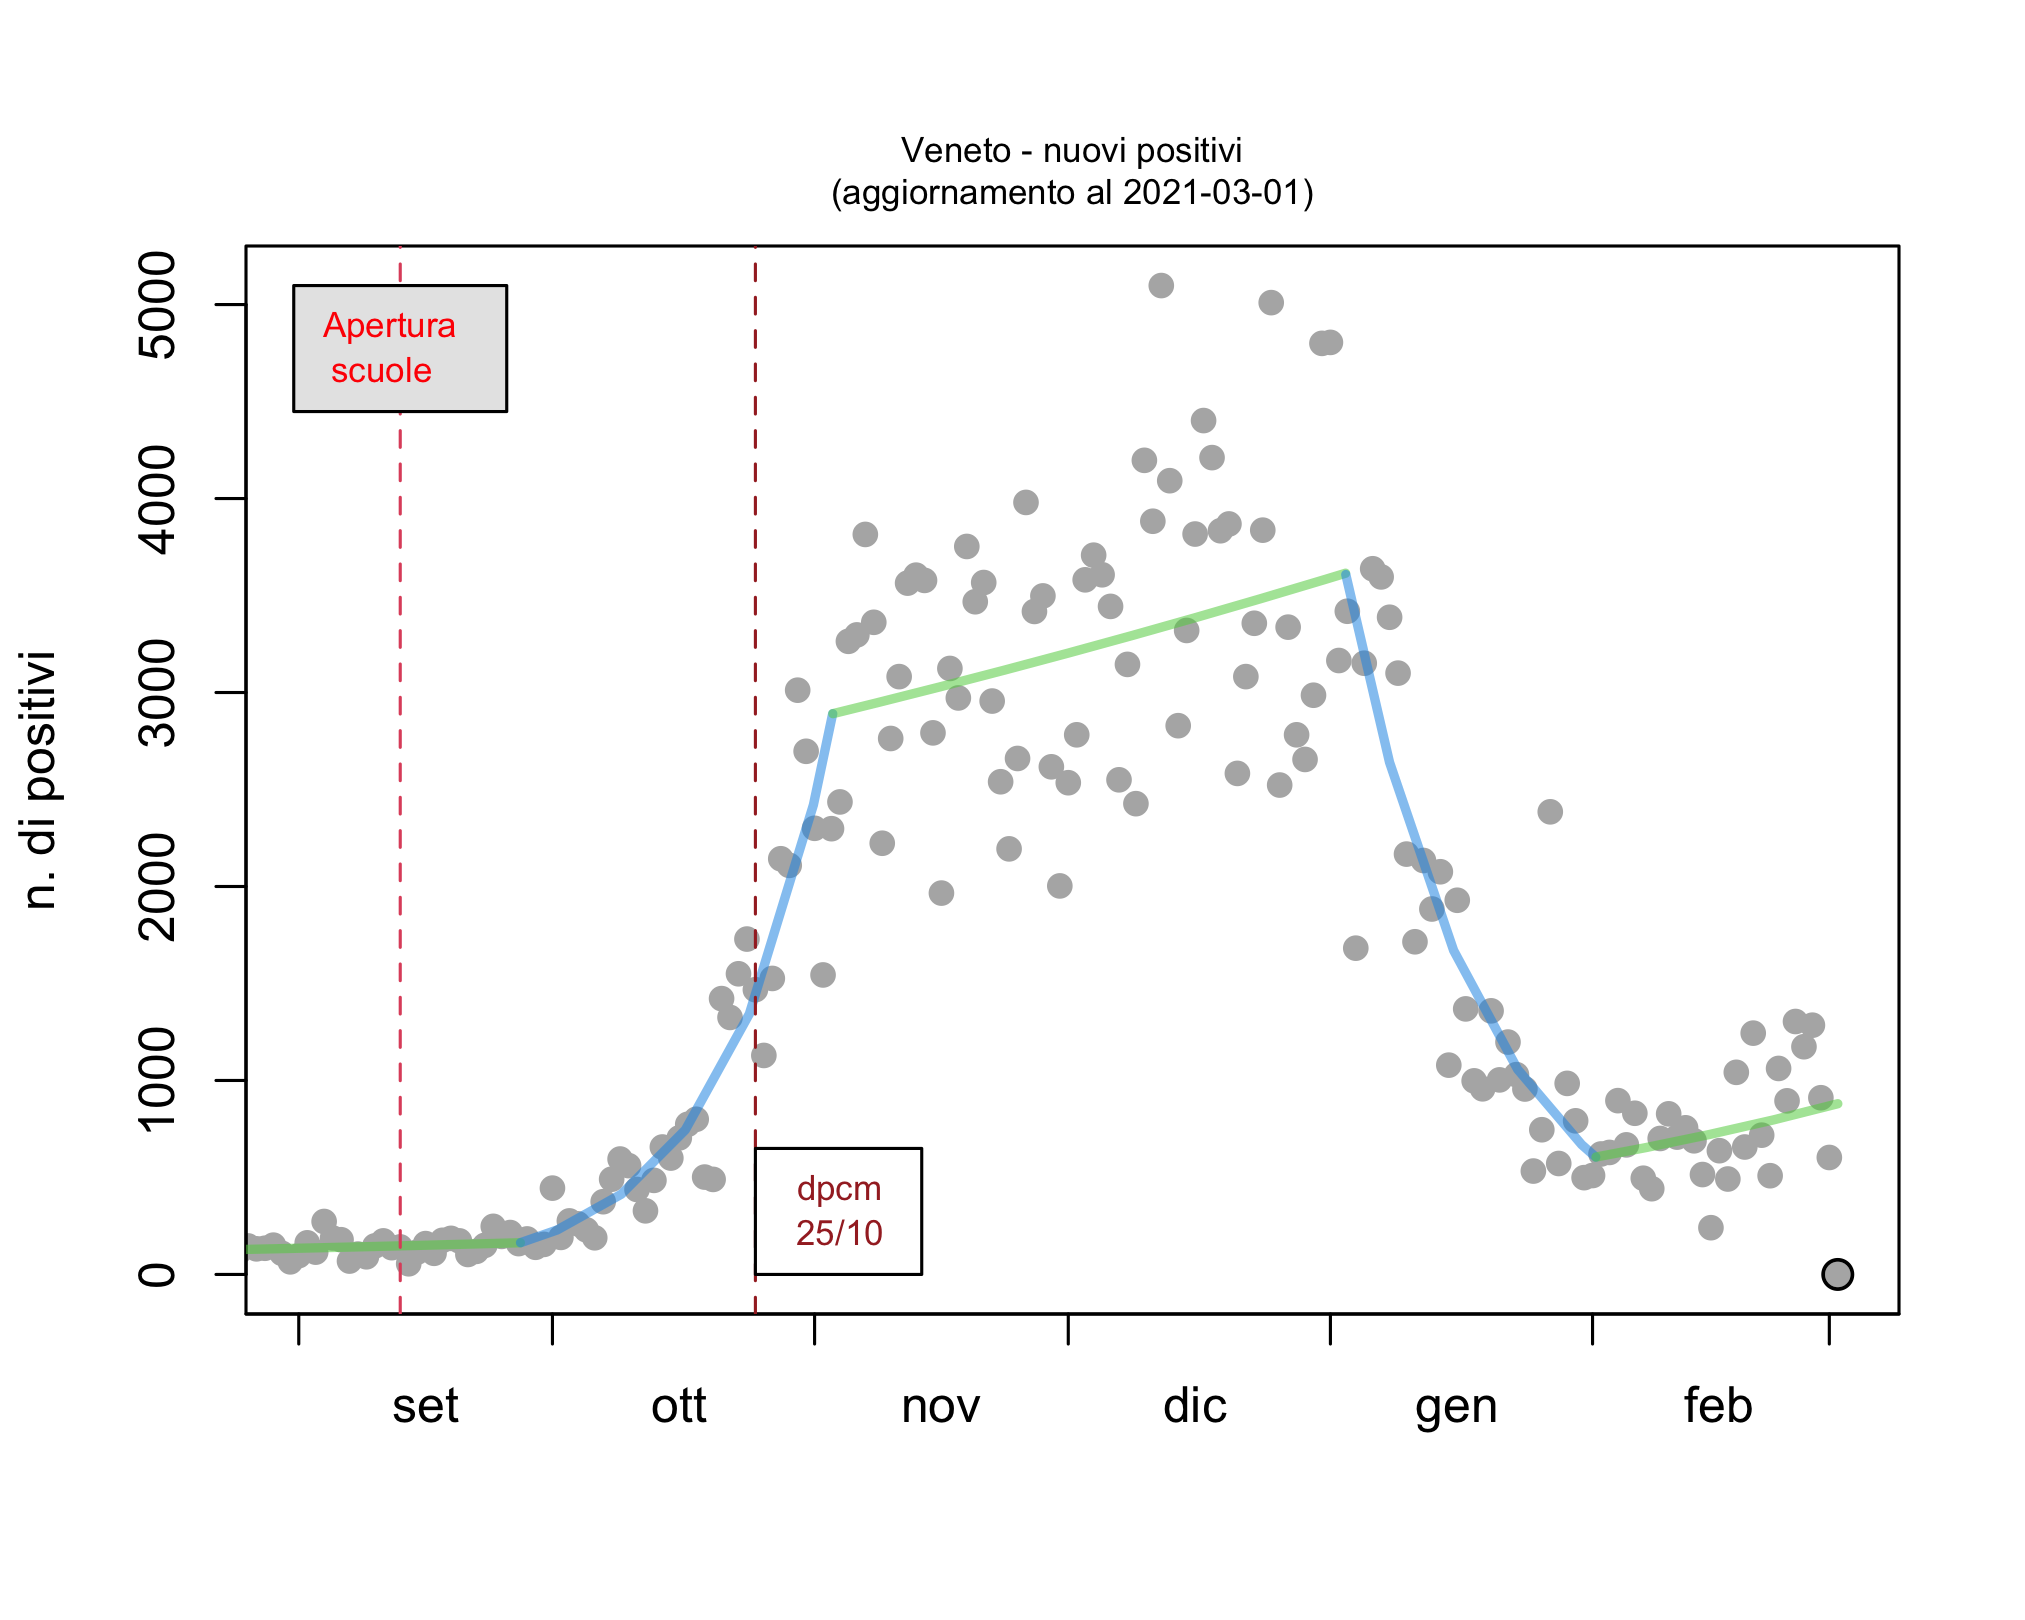 Veneto - nuovi positivi
(aggiornamento al 2021-03-01)
n. di positivi
5000
4000
3000
2000
1000
0
Apertura
scuole
dpcm
25/10
set ott nov dic gen feb